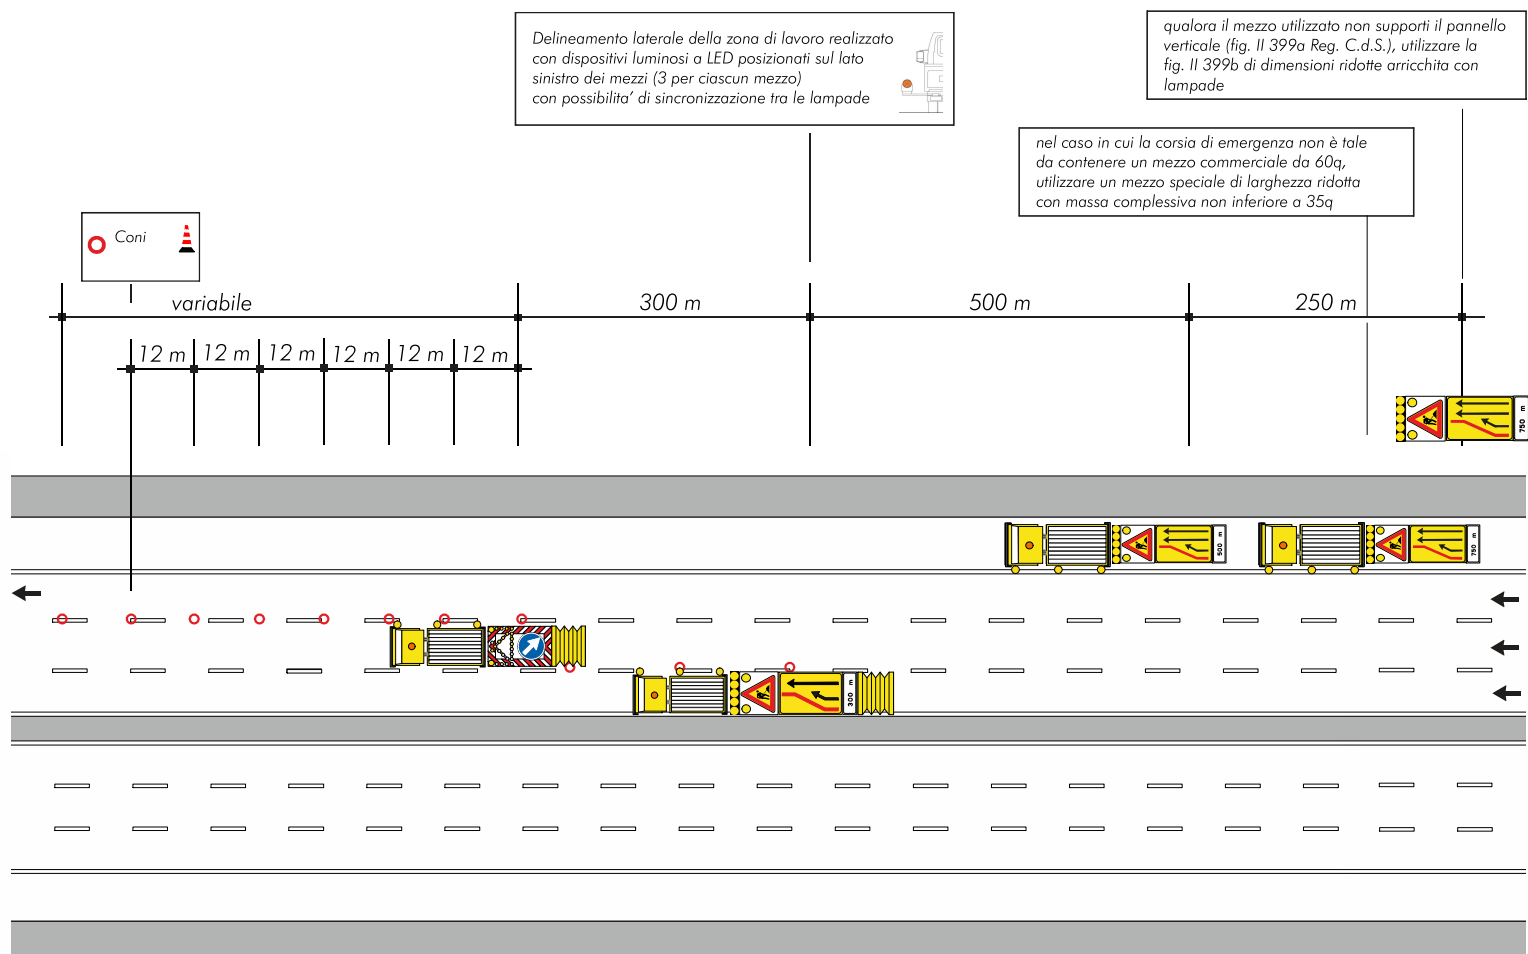 Delineamento laterale della zona di lavoro realizzato
con dispositivi luminosi a LED posizionati sul lato
sinistro dei mezzi (3 per ciascun mezzo)
con possibilita' di sincronizzazione tra le lampade
qualora il mezzo utilizzato non supporti il pannello
verticale (fig. II 399a Reg. C.d.S.), utilizzare la
fig. II 399b di dimensioni ridotte arricchita con
lampade
nel caso in cui la corsia di emergenza non è tale
da contenere un mezzo commerciale da 60q,
utilizzare un mezzo speciale di larghezza ridotta
con massa complessiva non inferiore a 35q
Coni
variabile
300 m
500 m
250 m
12 m
12 m
12 m
12 m
12 m
12 m
750 m
500 m
750 m
300 m